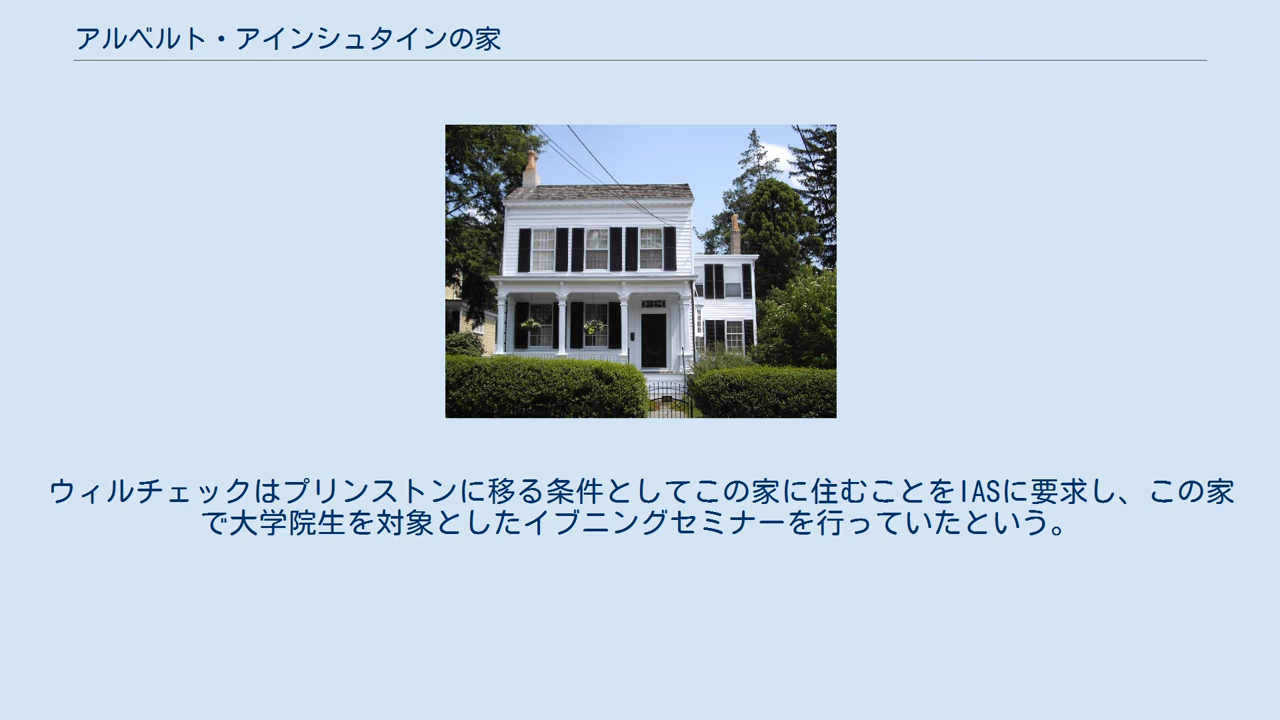 アルベルト・アインシュタインの家
ウィルチェックはプリンストンに移る条件としてこの家に住むことをIASに要求し、この家
で大学院生を対象としたイブニングセミナーを行っていたという。